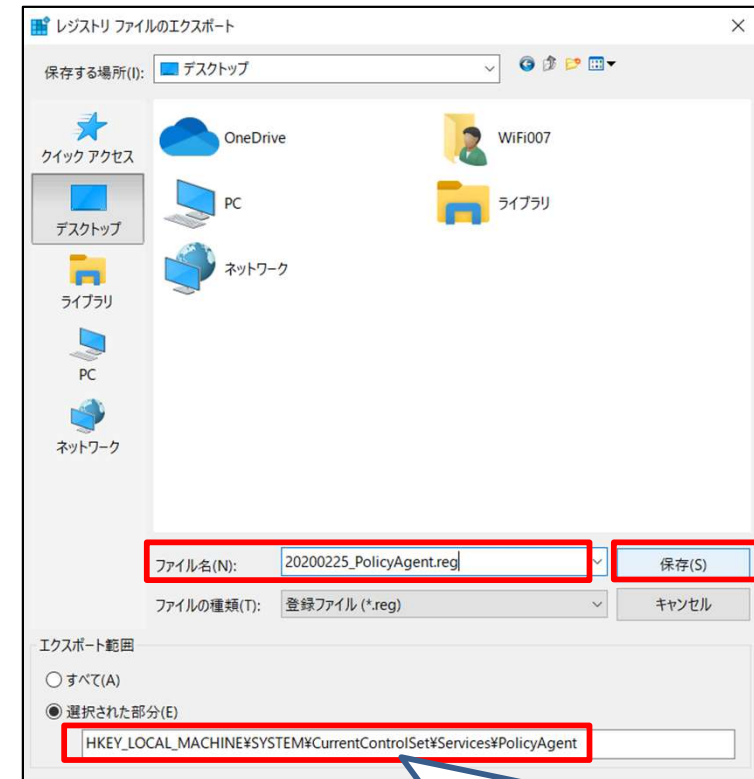 レジストリ ファイルのエクスポート
保存する場所(I): デスクトップ
クイック アクセス
デスクトップ
ライブラリ
PC
ネットワーク
OneDrive
WiFi007
PC
ライブラリ
ネットワーク
ファイル名(N): 20200225_PolicyAgent.reg 保存(S)
ファイルの種類(T): 登録ファイル (*.reg) キャンセル
エクスポート範囲
すべて(A)
選択された部分(E)
HKEY_LOCAL_MACHINE¥SYSTEM¥CurrentControlSet¥Services¥PolicyAgent